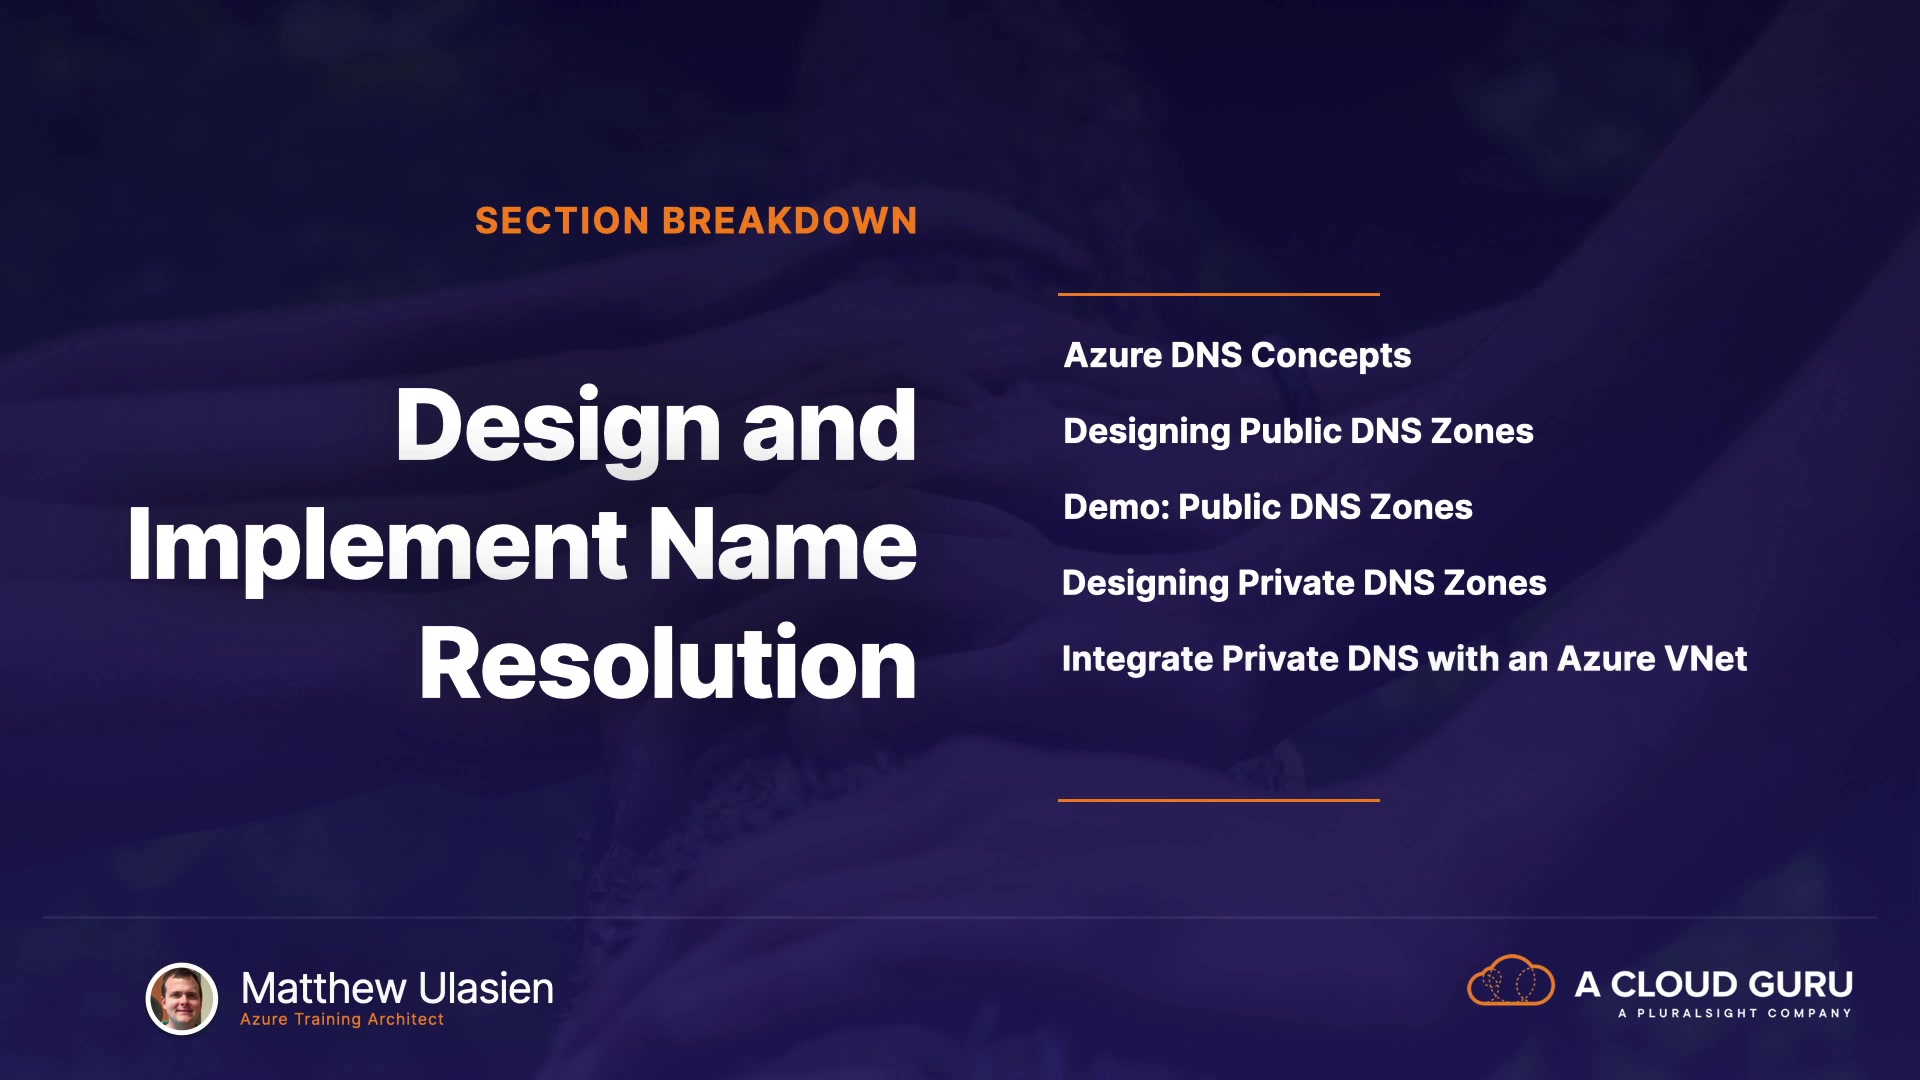 SECTION BREAKDOWN
Design and
Implement Name
Resolution
Azure DNS Concepts
Designing Public DNS Zones
Demo: Public DNS Zones
Designing Private DNS Zones
Integrate Private DNS with an Azure VNet
Matthew Ulasien
Azure Training Architect
A CLOUD GURU
A PLURALSIGHT COMPANY